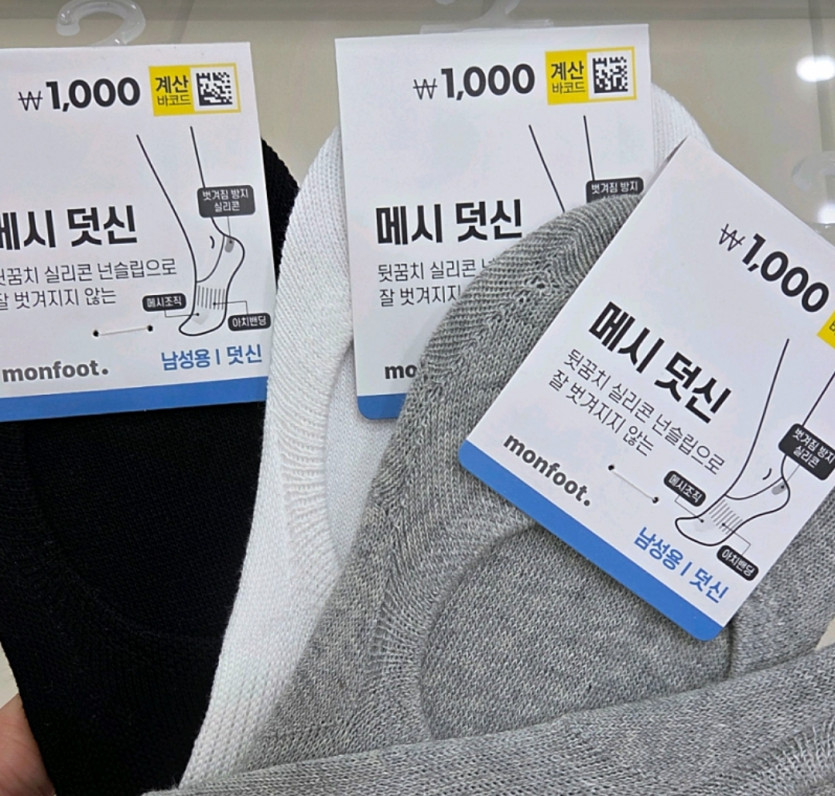 ₩1,000
계산
바코드
벗겨짐 방지
실리콘
메시 덧신
뒷꿈치 실리콘 넌슬립으로
잘 벗겨지지 않는
메시조직
아치밴딩
monfoot.
남성용 | 덧신
₩1,000
계산
바코드
벗겨짐 방지
메시 덧신
뒷꿈치 실리콘 넌
잘 벗겨지지
mo
₩1,000
메시 덧신
뒷꿈치 실리콘 넌슬립으로
잘 벗겨지지 않는
벗겨짐 방지
실리콘
메시조직
아치밴딩
monfoot.
남성용 | 덧신